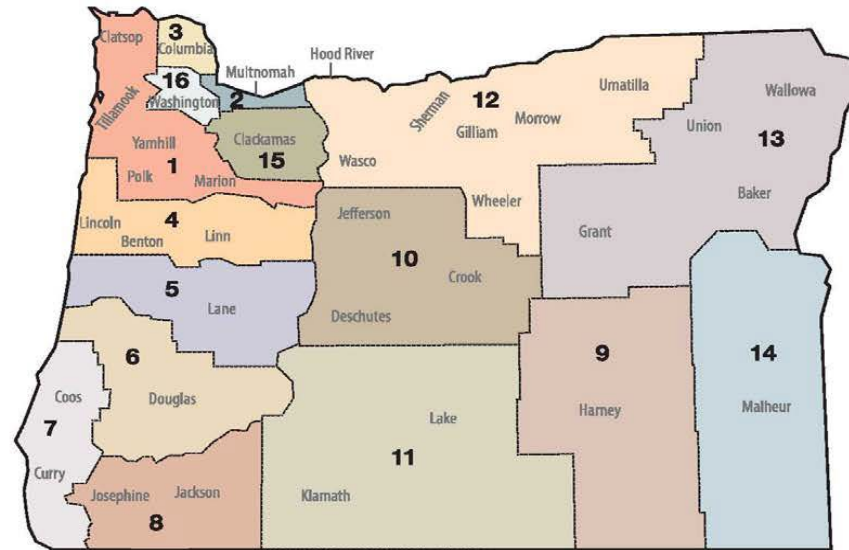 Clatsop
3
Columbia
Hood River
Multnomah
16
Washington
2
Tillamook
Yamhill
1
Polk
Marion
Clackamas
15
Sherman
12
Umatilla
Gilliam
Morrow
Wasco
Wheeler
Wallowa
Union
13
Baker
Grant
Lincoln
4
Benton
Linn
Jefferson
10
Crook
Deschutes
5
Lane
6
Douglas
Coos
7
Curry
Josephine
Jackson
8
Lake
11
Klamath
9
Harney
14
Malheur